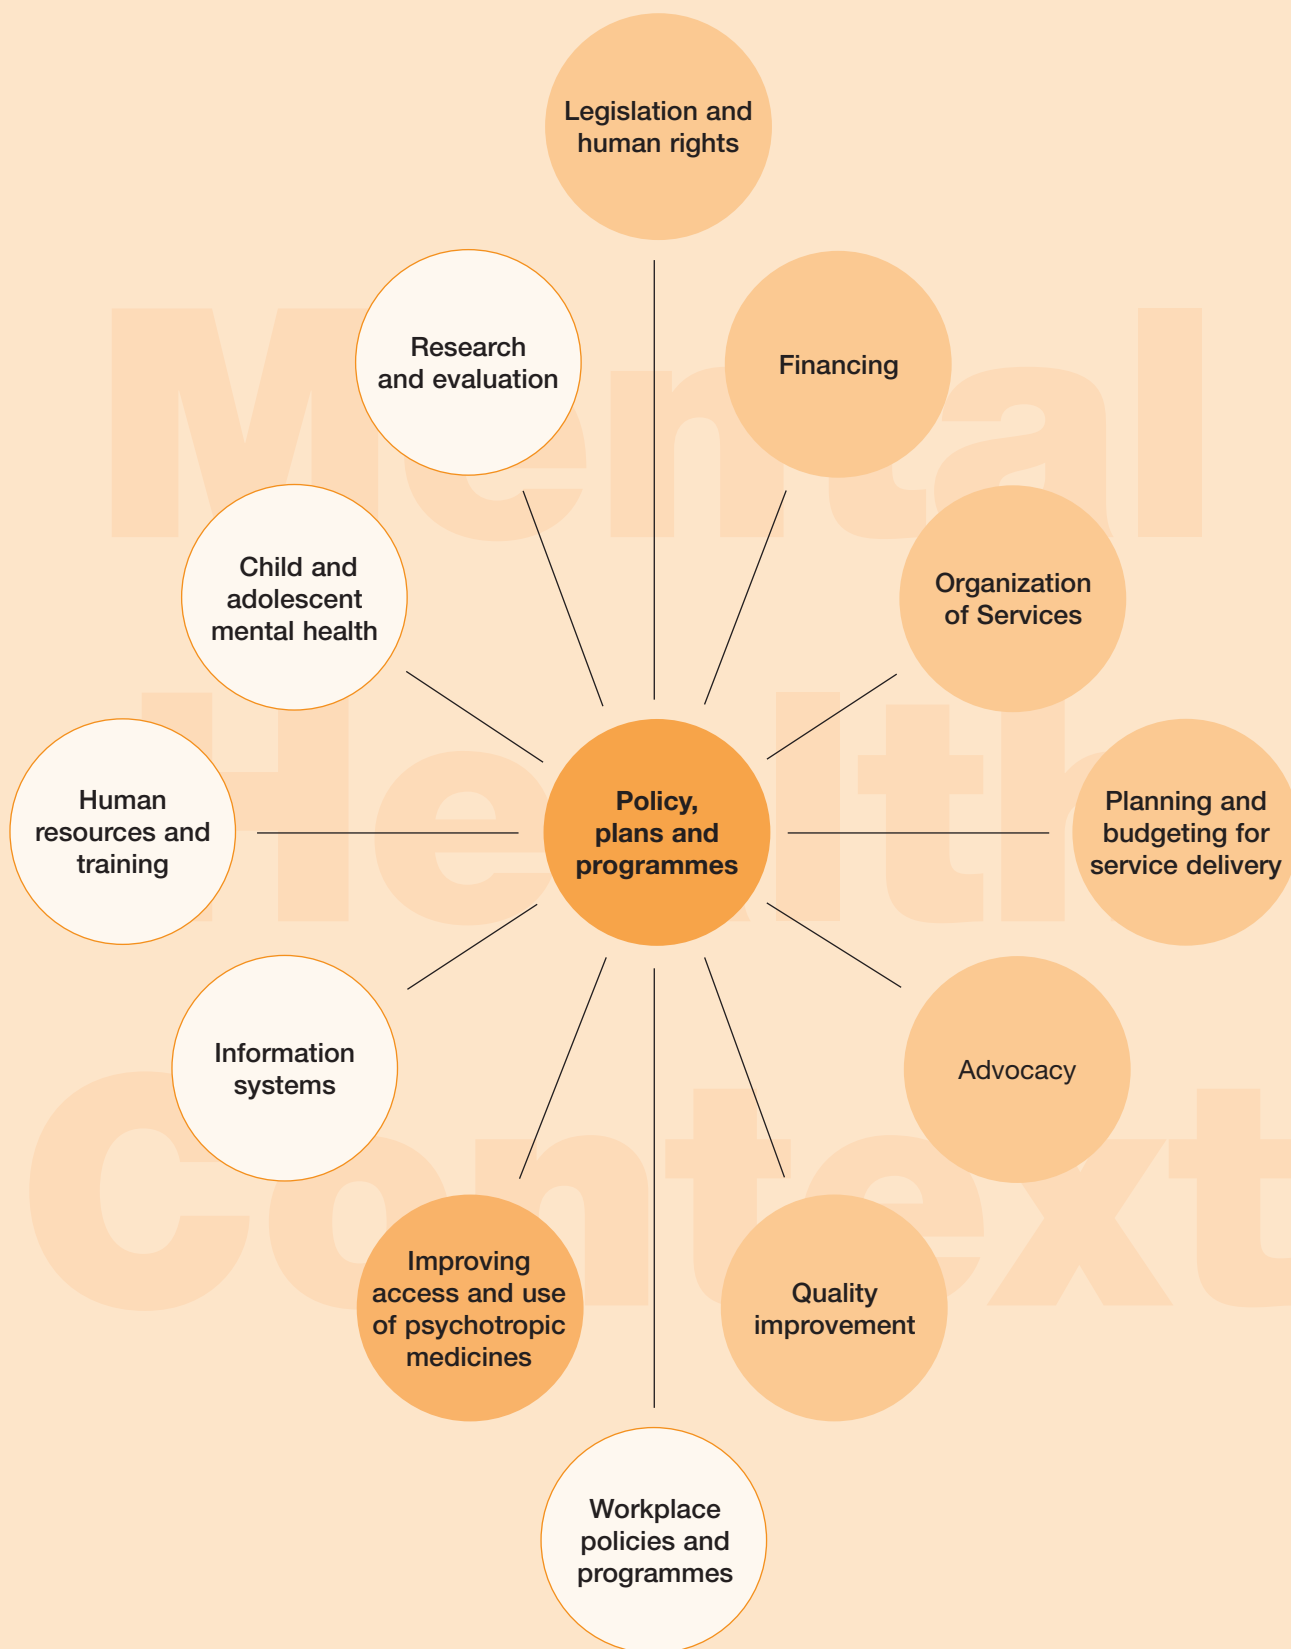 Mental
Health
Context
Legislation and
human rights
Research
and evaluation
Financing
Child and
adolescent
mental health
Organization
of Services
Human
resources and
training
Policy,
plans and
programmes
Planning and
budgeting for
service delivery
Information
systems
Advocacy
Improving
access and use
of psychotropic
medicines
Quality
improvement
Workplace
policies and
programmes